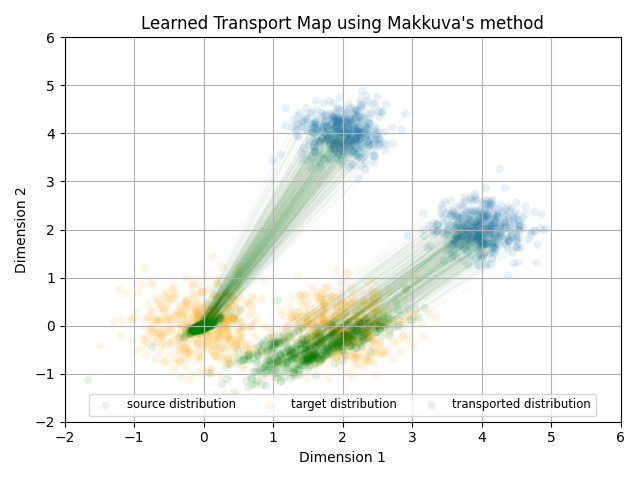 Learned Transport Map using Makkuva's method
6
5
4
3
2
1
0
−1
−2
Dimension 2
source distribution target distribution transported distribution
−2 −1 0 1 2 3 4 5 6
Dimension 1